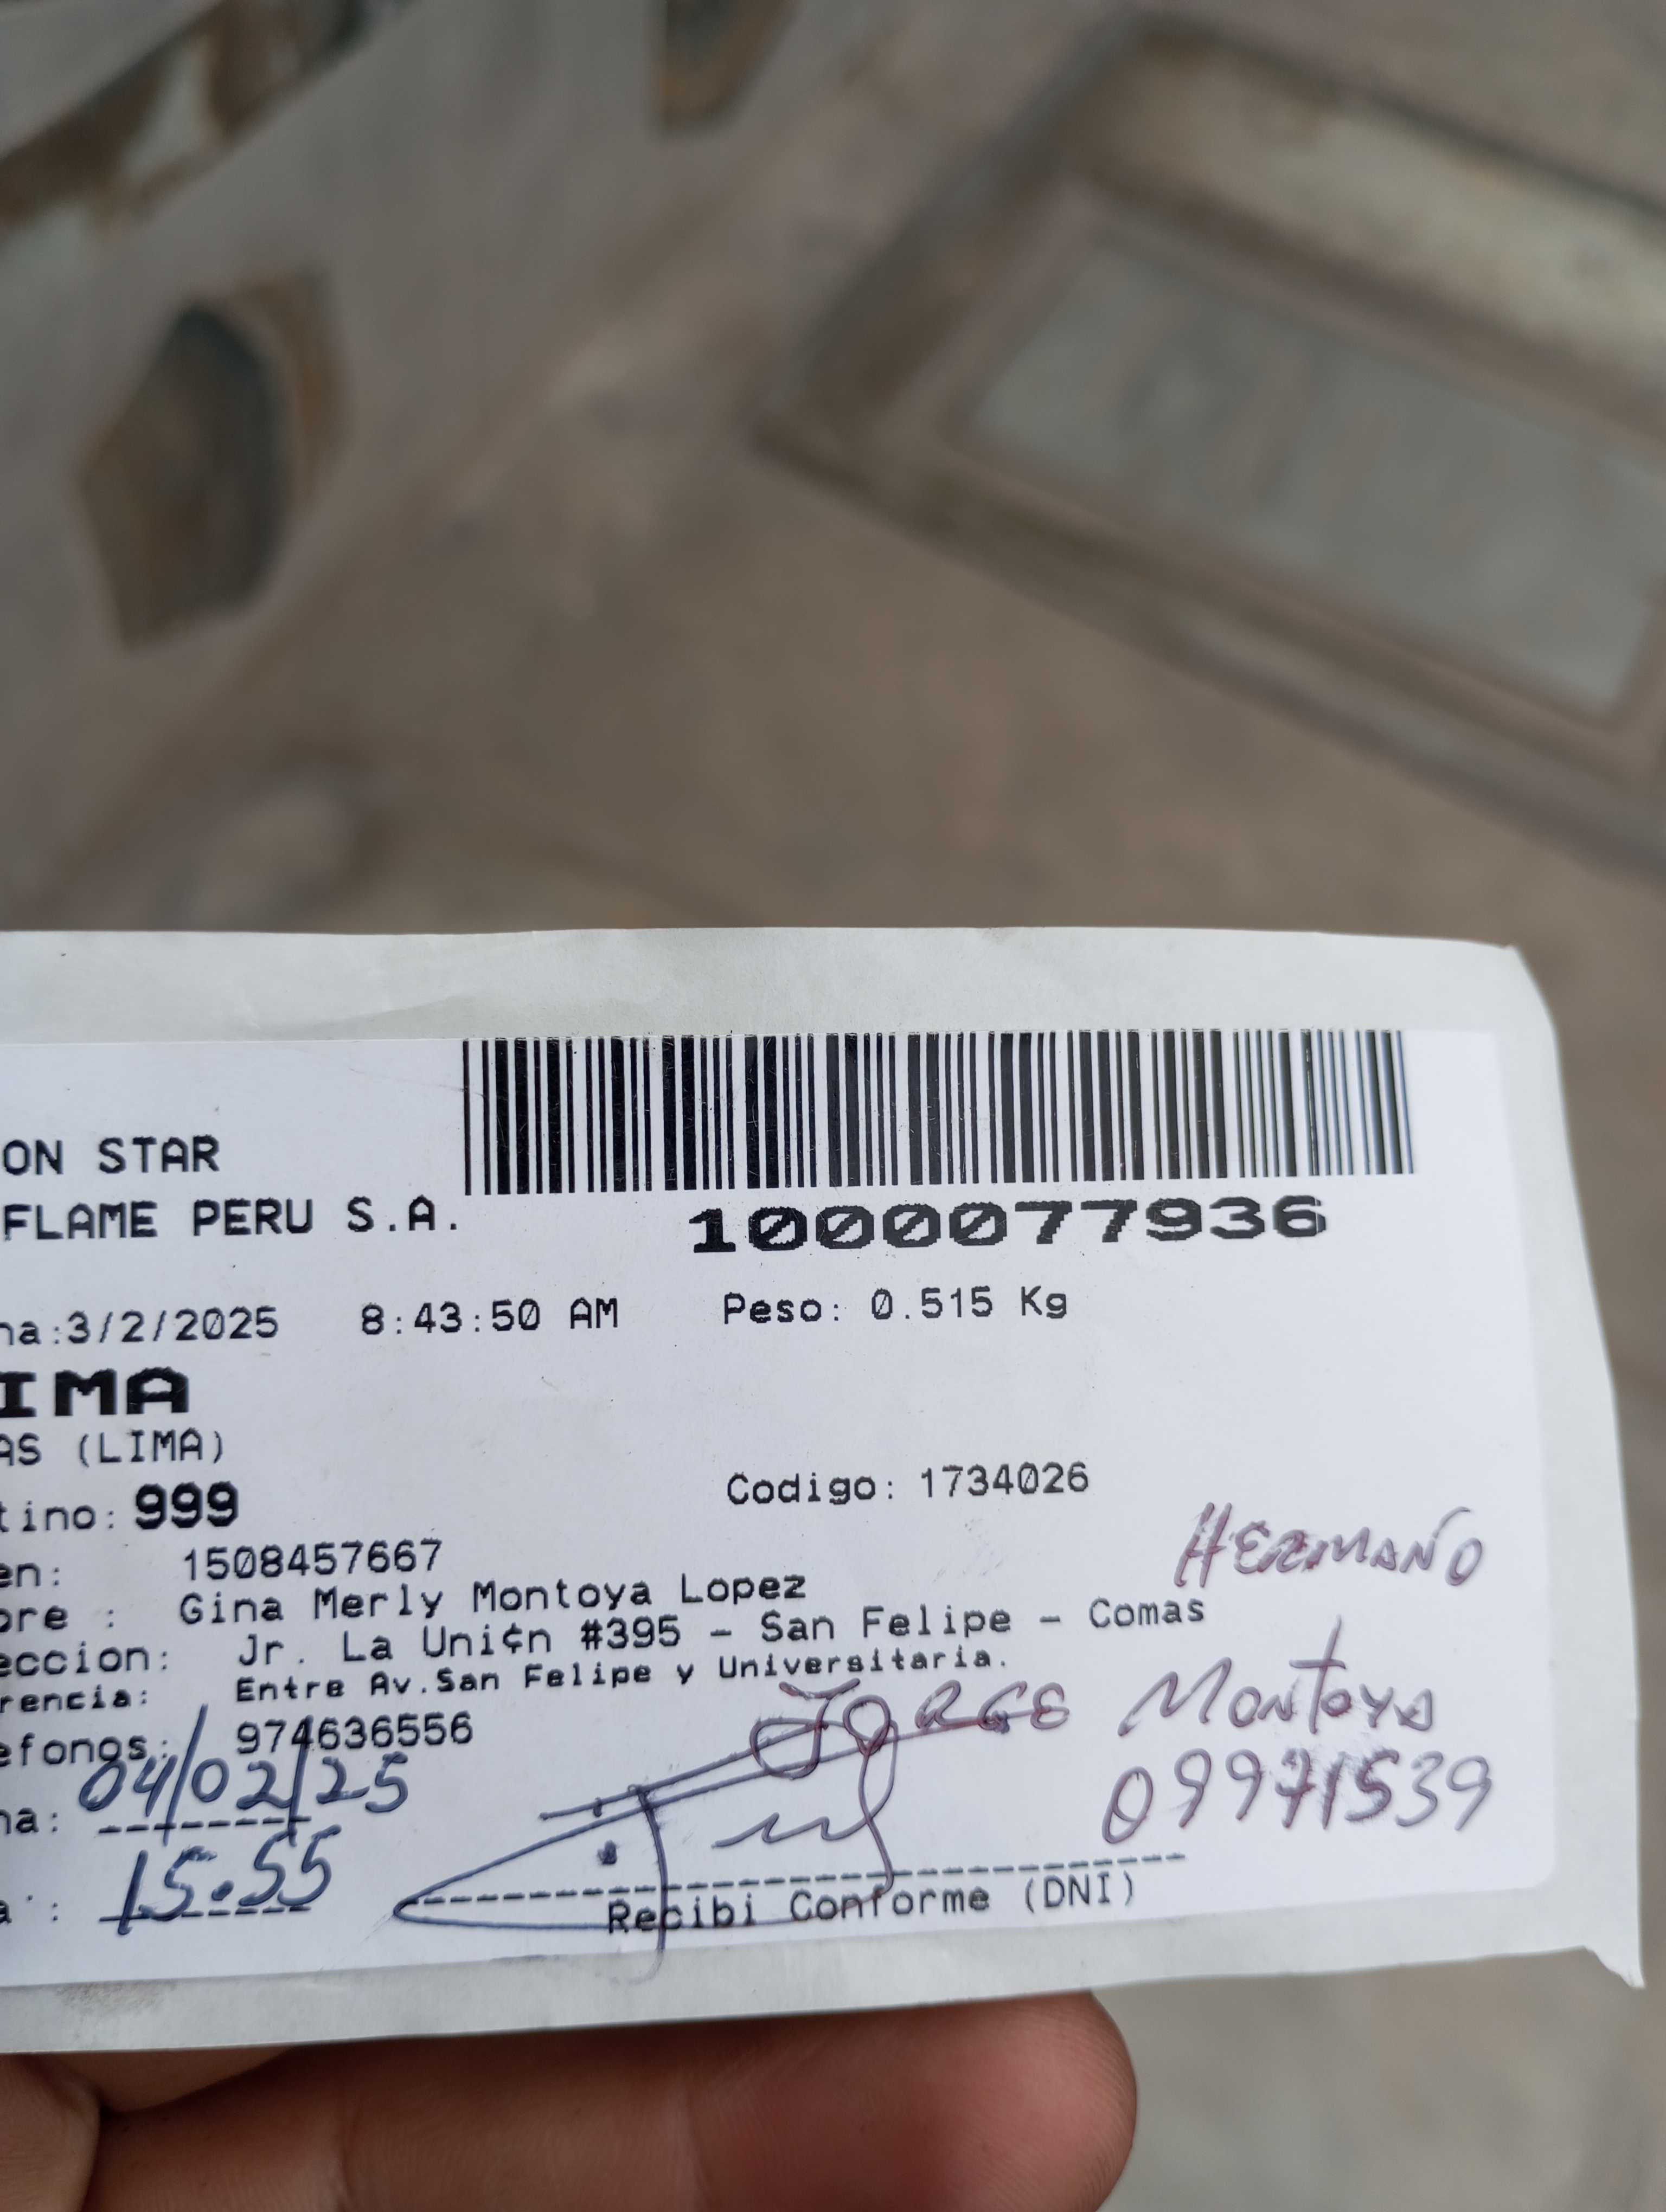 ON STAR
FLAME PERU S.A.
1000077936
na:3/2/2025 8:43:50 AM Peso: 0.515 Kg
IMA
AS (LIMA)
tino: 999 Codigo: 1734026
HERMANO
en: 1508457667
bre : Gina Merly Montoya Lopez
eccion: Jr. La Uni¢n #395 - San Felipe - Comas
rencia: Entre Av.San Felipe y Universitaria.
efonos: 974636556
JORGE Montoya
na: 04/02/25
09971539
a : 15.55
Recibi Conforme (DNI)